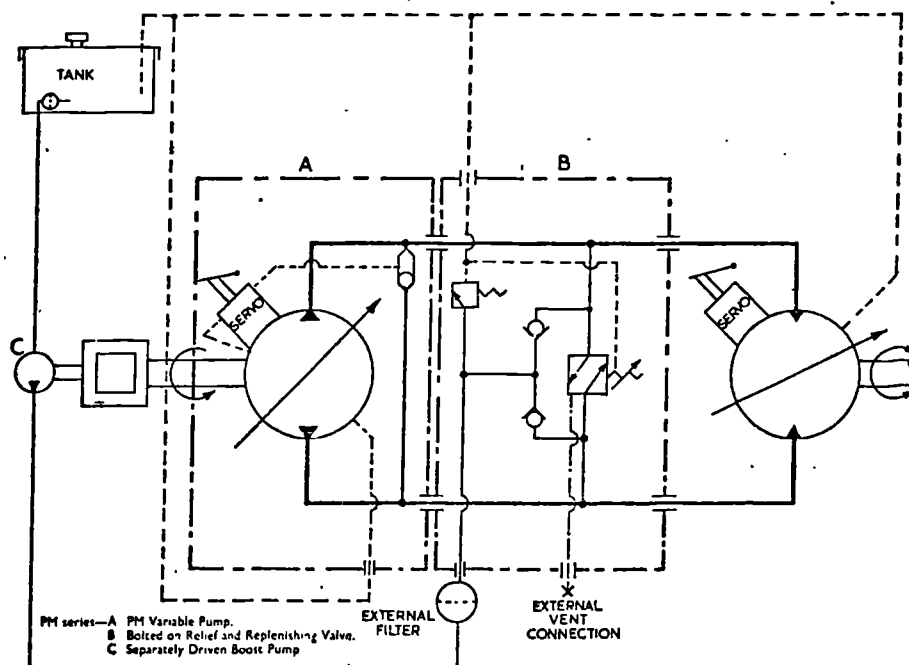 TANK
A
B
SERVO
SERVO
C
EXTERNAL
FILTER
EXTERNAL
VENT
CONNECTION
PM series—A PM Variable Pump.
B Bolted on Relief and Replenishing Valve.
C Separately Driven Boost Pump